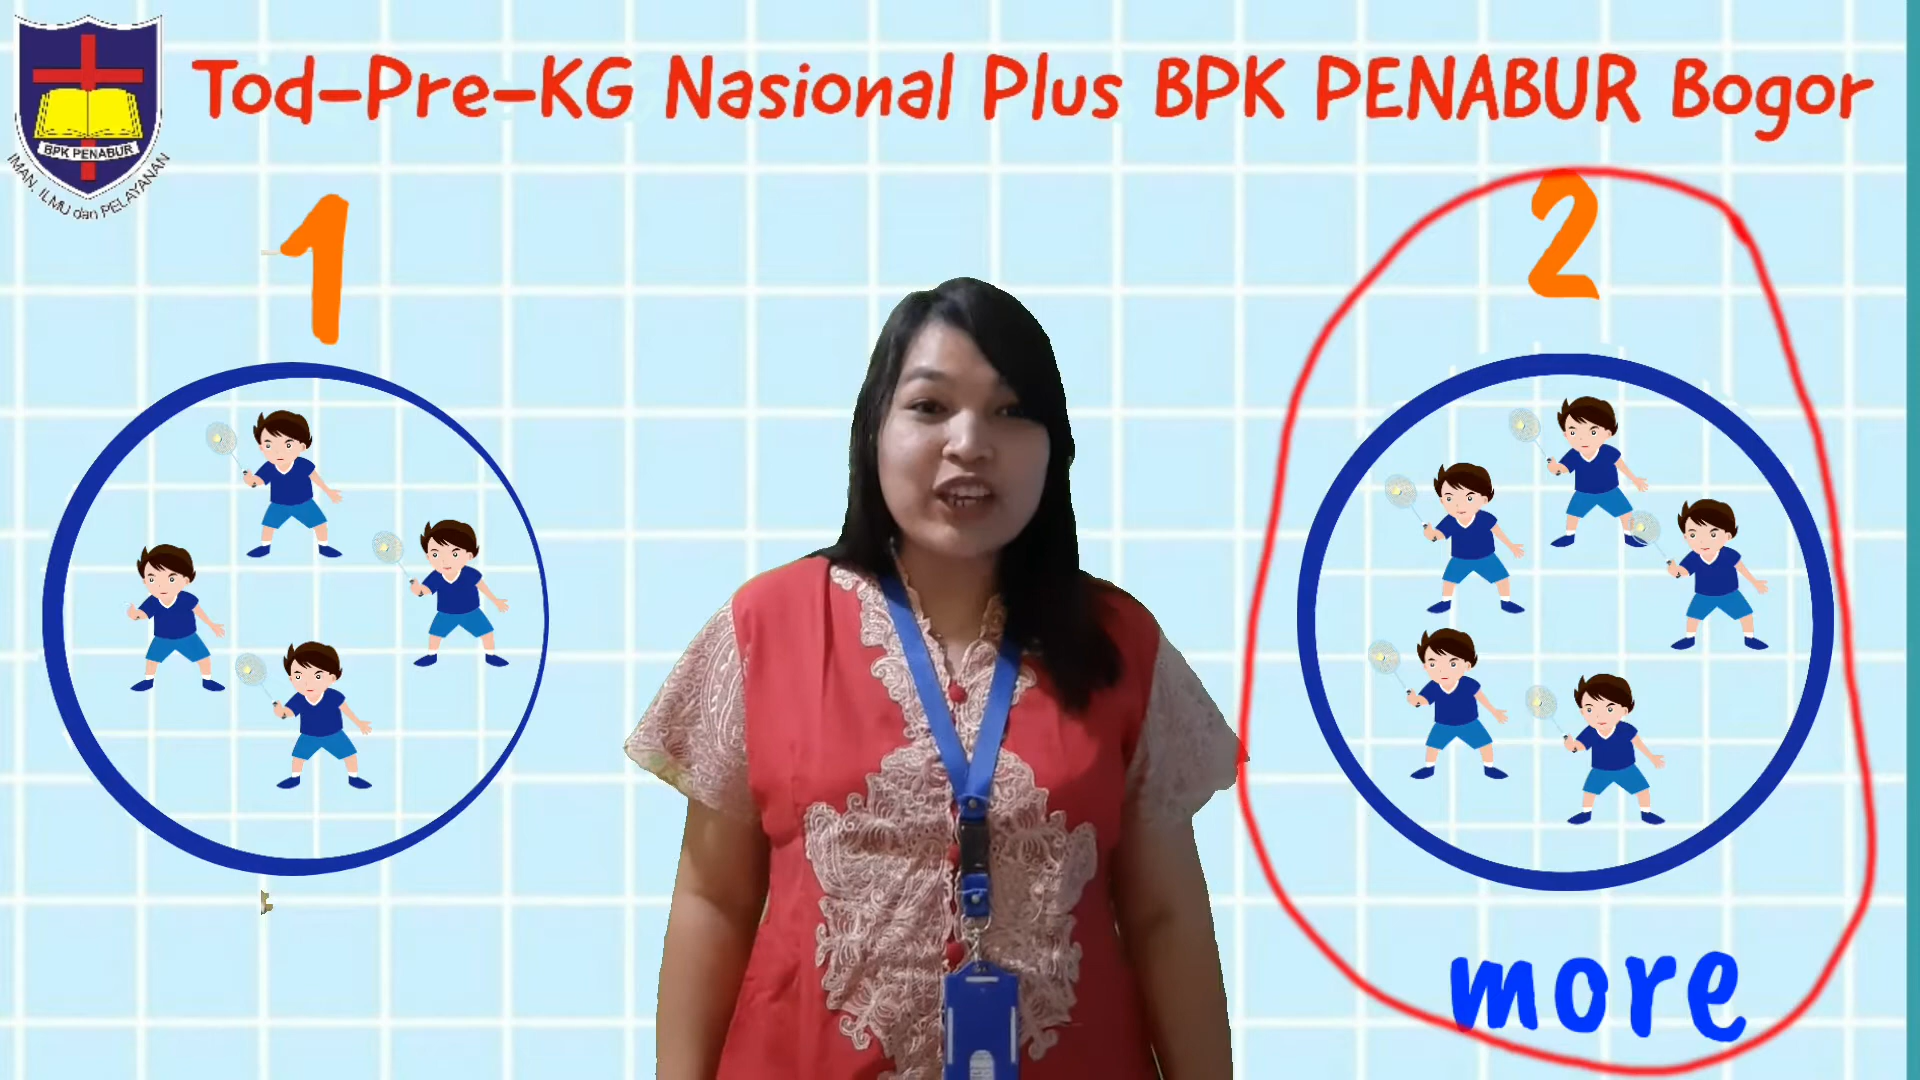 Tod-Pre-KG Nasional Plus BPK PENABUR Bogor
BPK PENABUR
IMAN, ILMU dan PELAYANAN
1
2
more